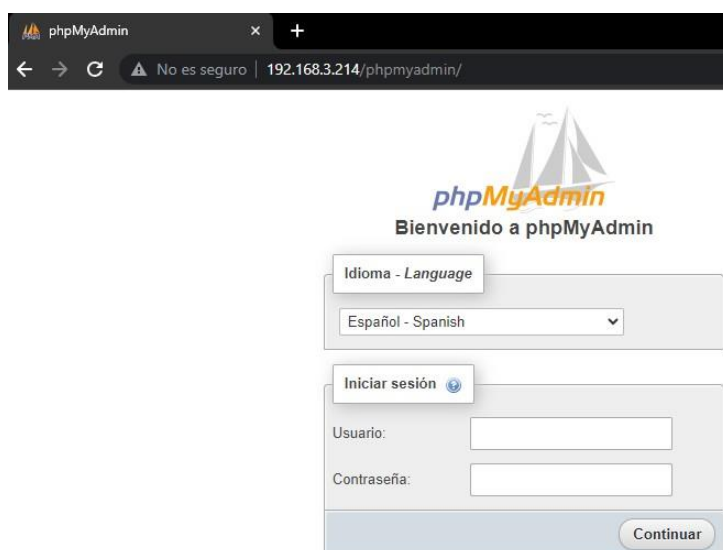 phpMyAdmin
No es seguro | 192.168.3.214/phpmyadmin/
phpMyAdmin
Bienvenido a phpMyAdmin
Idioma - Language
Español - Spanish
Iniciar sesión
Usuario:
Contraseña:
Continuar